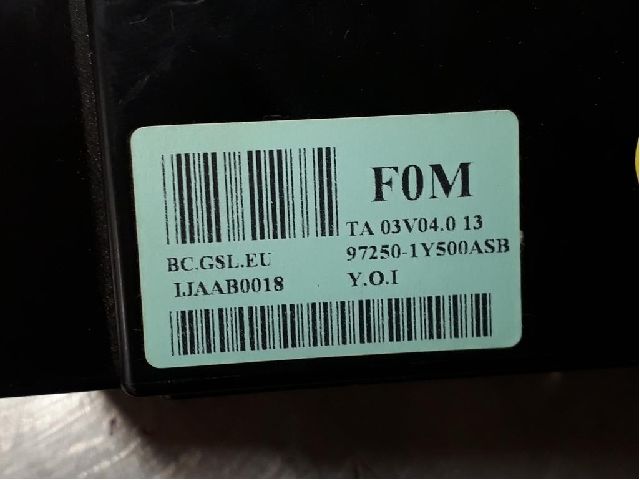 F0M
TA 03V04.0 13
BC.GSL.EU
97250-1Y500ASB
IJAAB0018
Y.O.I